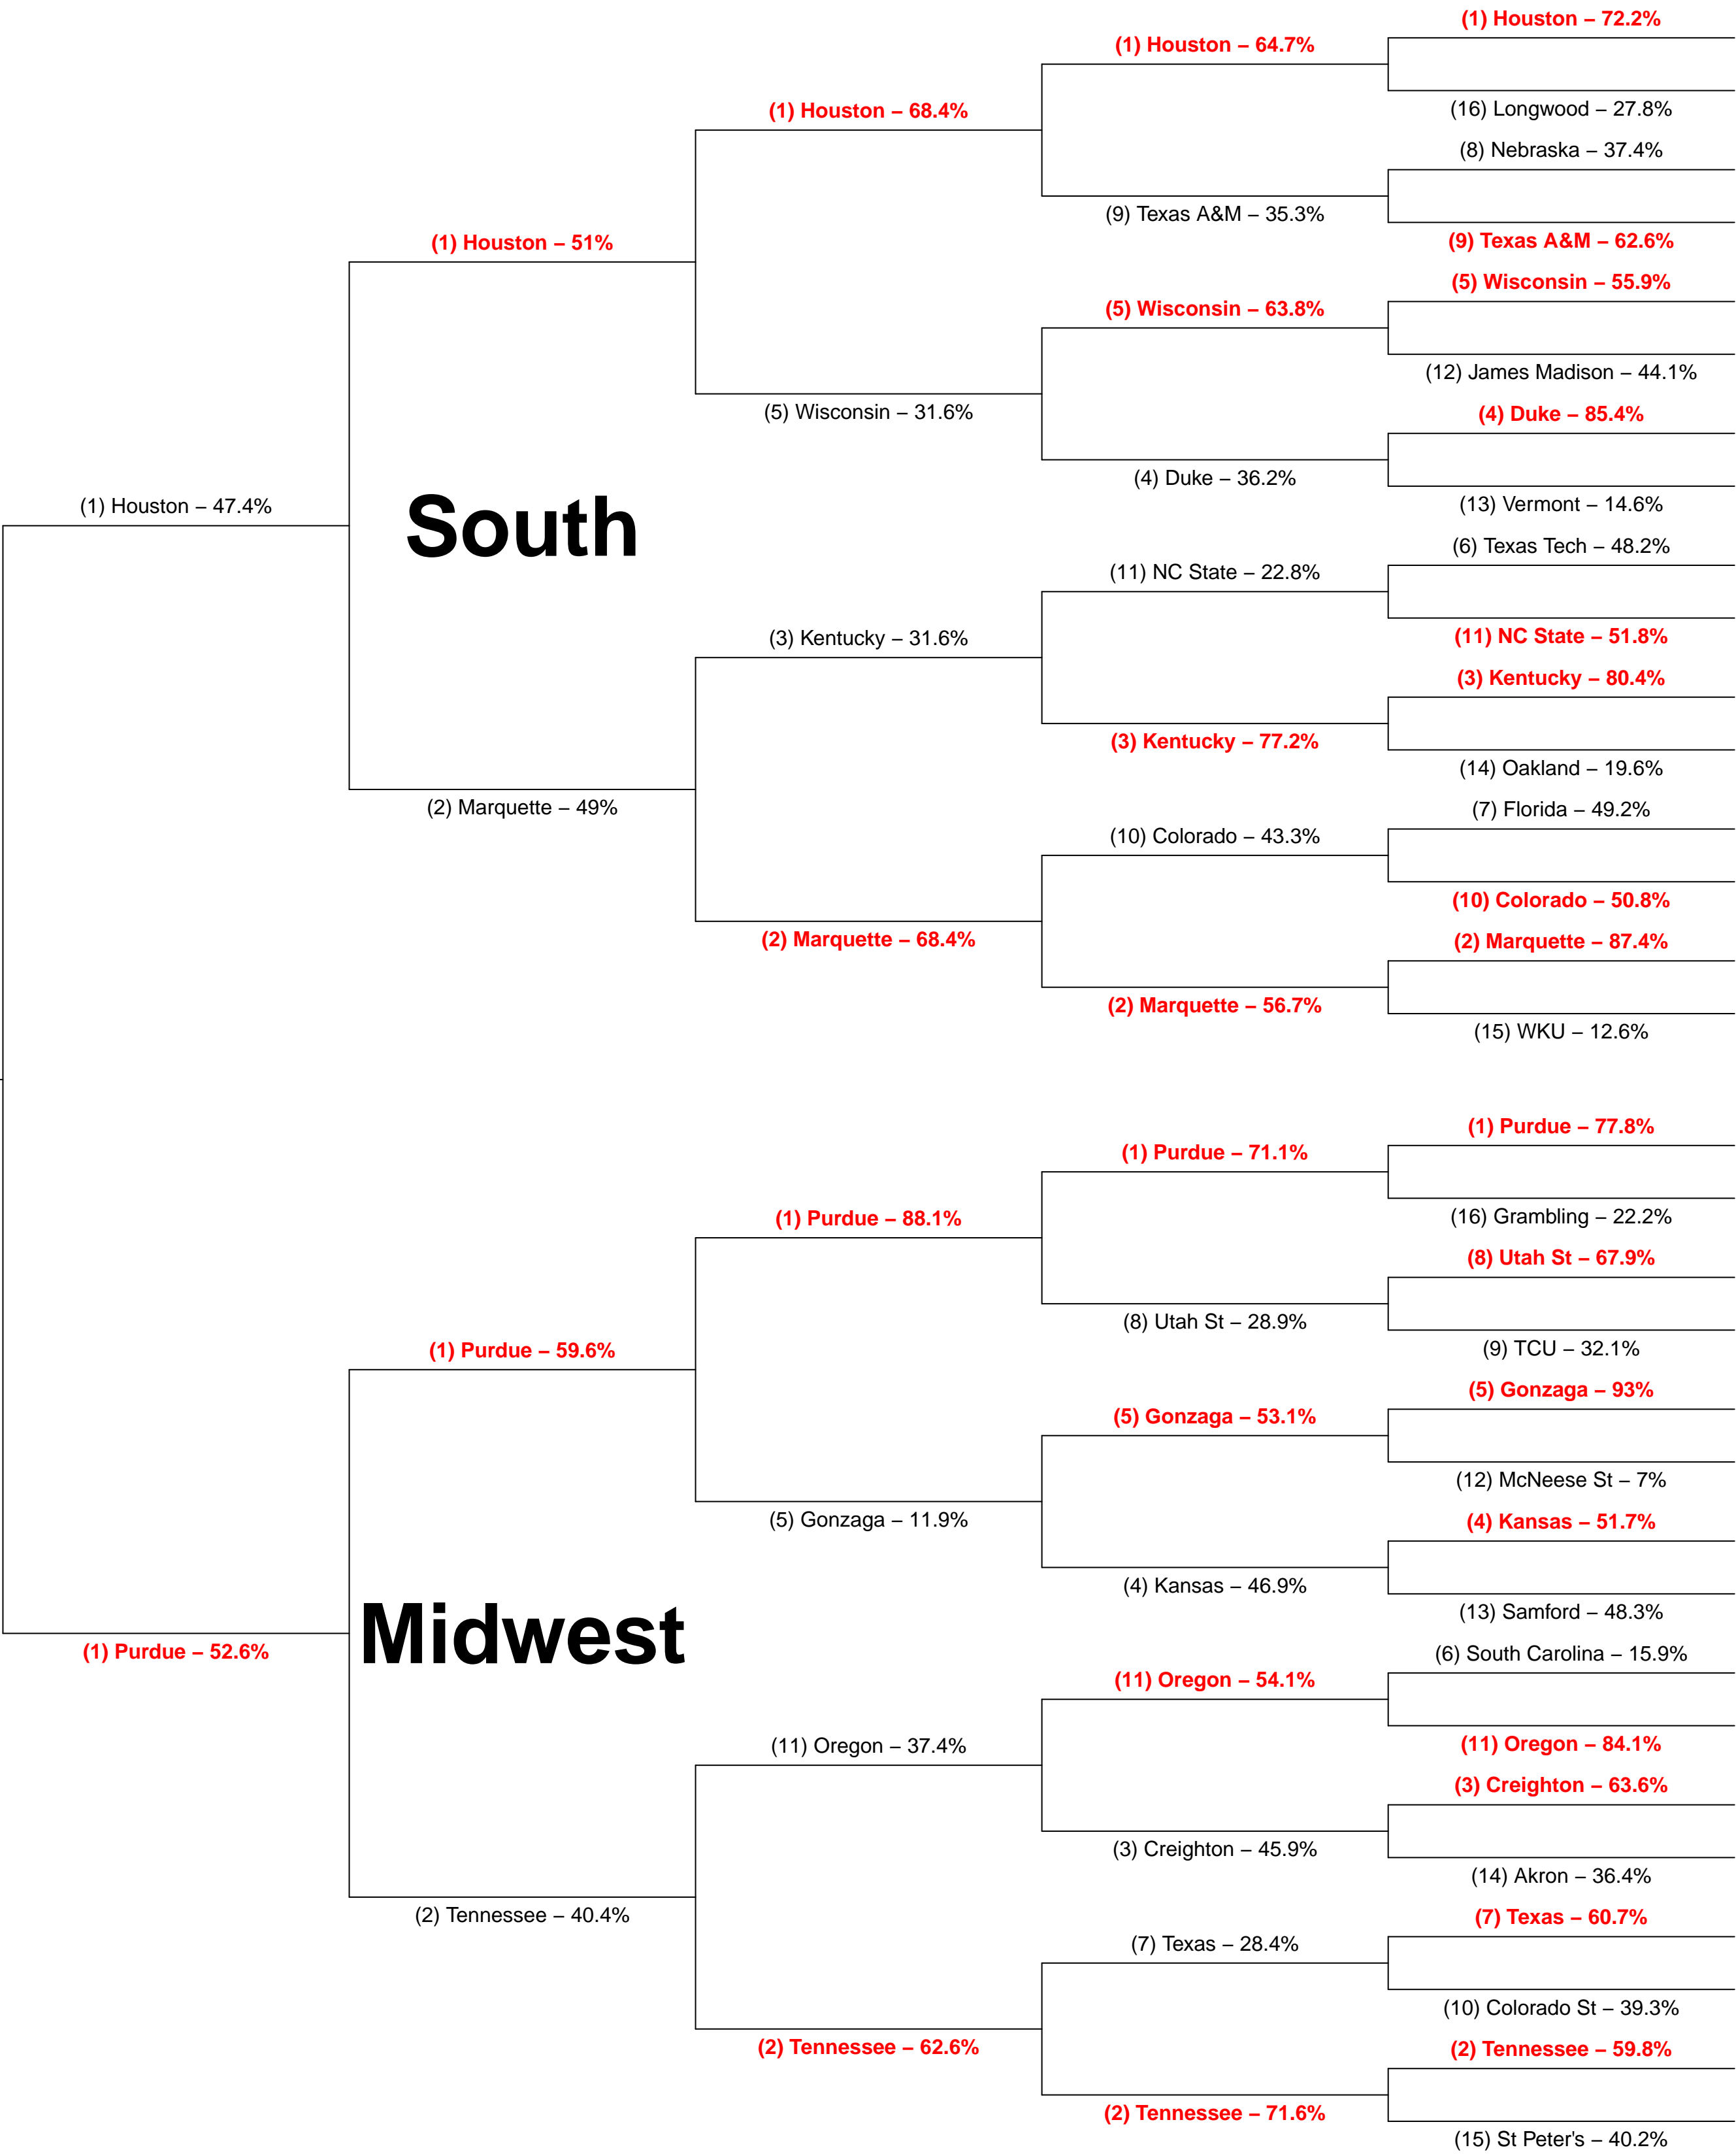 (1) Houston – 72.2%
(1) Houston – 64.7%
(1) Houston – 68.4%
(16) Longwood – 27.8%
(8) Nebraska – 37.4%
(9) Texas A&M – 35.3%
(1) Houston – 51%
(9) Texas A&M – 62.6%
(5) Wisconsin – 55.9%
(5) Wisconsin – 63.8%
(12) James Madison – 44.1%
(5) Wisconsin – 31.6%
(4) Duke – 85.4%
(4) Duke – 36.2%
(1) Houston – 47.4%
South
(13) Vermont – 14.6%
(6) Texas Tech – 48.2%
(11) NC State – 22.8%
(3) Kentucky – 31.6%
(11) NC State – 51.8%
(3) Kentucky – 80.4%
(3) Kentucky – 77.2%
(14) Oakland – 19.6%
(2) Marquette – 49%
(7) Florida – 49.2%
(10) Colorado – 43.3%
(10) Colorado – 50.8%
(2) Marquette – 68.4%
(2) Marquette – 87.4%
(2) Marquette – 56.7%
(15) WKU – 12.6%
(1) Purdue – 77.8%
(1) Purdue – 71.1%
(1) Purdue – 88.1%
(16) Grambling – 22.2%
(8) Utah St – 67.9%
(8) Utah St – 28.9%
(1) Purdue – 59.6%
(9) TCU – 32.1%
(5) Gonzaga – 93%
(5) Gonzaga – 53.1%
(12) McNeese St – 7%
(5) Gonzaga – 11.9%
(4) Kansas – 51.7%
(4) Kansas – 46.9%
(13) Samford – 48.3%
Midwest
(1) Purdue – 52.6%
(6) South Carolina – 15.9%
(11) Oregon – 54.1%
(11) Oregon – 37.4%
(11) Oregon – 84.1%
(3) Creighton – 63.6%
(3) Creighton – 45.9%
(14) Akron – 36.4%
(2) Tennessee – 40.4%
(7) Texas – 60.7%
(7) Texas – 28.4%
(10) Colorado St – 39.3%
(2) Tennessee – 62.6%
(2) Tennessee – 59.8%
(2) Tennessee – 71.6%
(15) St Peter's – 40.2%